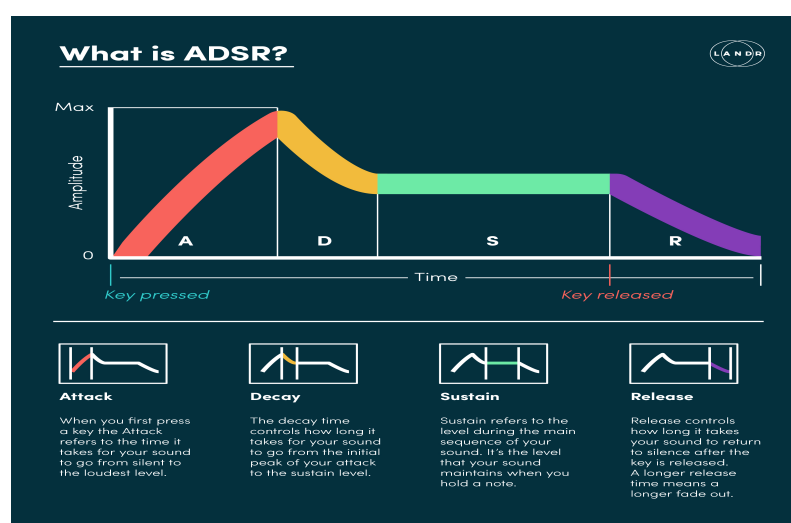 What is ADSR?
LANDR
Max
Amplitude
A
D
S
R
0
Time
Key pressed
Key released
Attack
When you first press
a key the Attack
refers to the time it
takes for your sound
to go from silent to
the loudest level.
Decay
The decay time
controls how long it
takes for your sound
to go from the initial
peak of your attack
to the sustain level.
Sustain
Sustain refers to the
level during the main
sequence of your
sound. It's the level
that your sound
maintains when you
hold a note.
Release
Release controls
how long it takes
your sound to return
to silence after the
key is released.
A longer release
time means a
longer fade out.